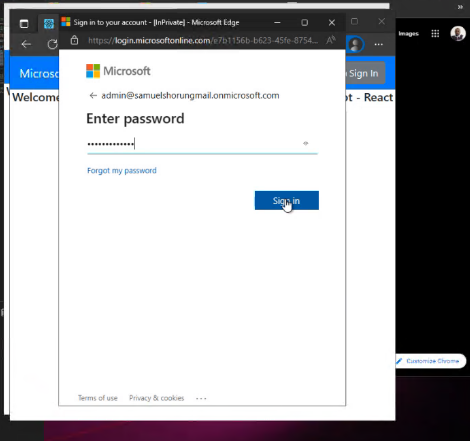 Sign in to your account - [InPrivate] - Microsoft Edge
https://login.microsoftonline.com/e7b1156b-b623-45fe-8754...
Images
Microso
Sign In
Welcome
t - React
Microsoft
← admin@samuelshorungmail.onmicrosoft.com
Enter password
•••••••••••••
Forgot my password
Sign in
Customize Chrome
Terms of use Privacy & cookies ...